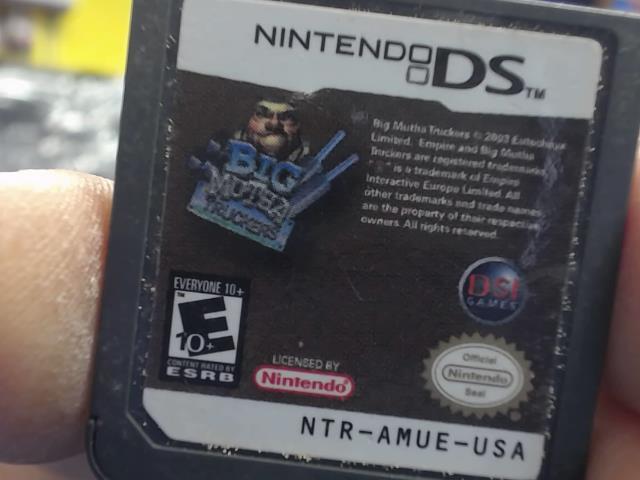 NINTENDO DS™
BIG
MUTHA
TRUCKERS
Big Mutha Truckers © 2003 Eutechnyx
Limited. Empire and Big Mutha
Truckers are registered trademarks
is a trademark of Empire
Interactive Europe Limited. All
other trademarks and trade names
are the property of their respective
owners. All rights reserved.
EVERYONE 10+
™
E
10+
CONTENT RATED BY
ESRB
LICENSED BY
Nintendo®
DSI
GAMES
Official
Nintendo
Seal
NTR-AMUE-USA